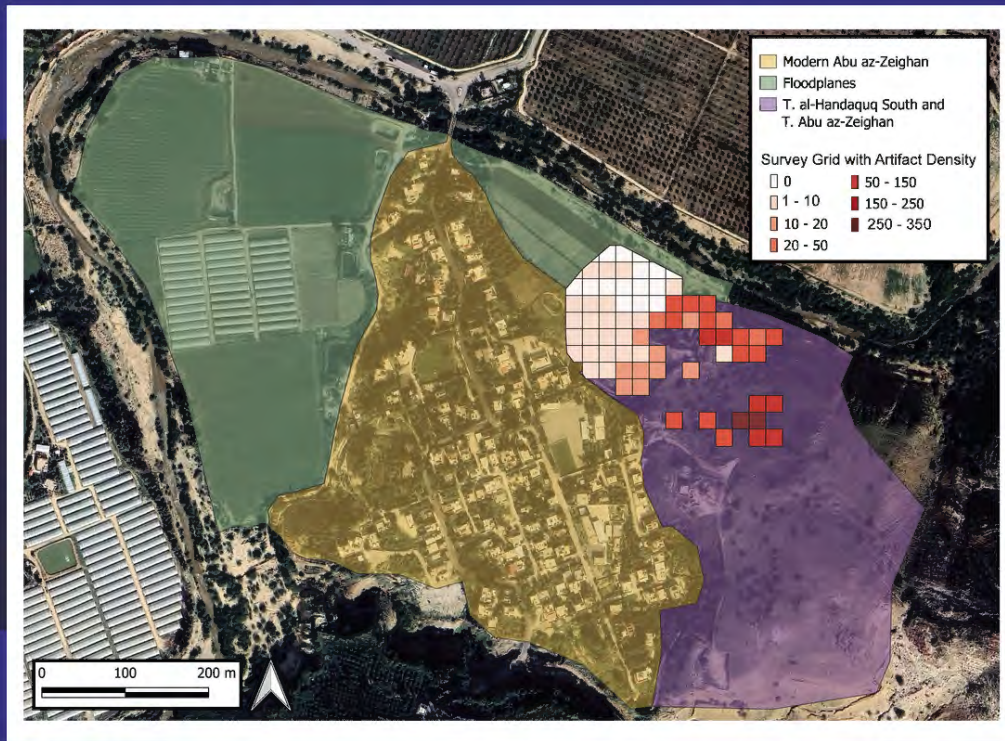 Modern Abu az-Zeighan
Floodplanes
T. al-Handaquq South and
T. Abu az-Zeighan
Survey Grid with Artifact Density
0
1 - 10
10 - 20
20 - 50
50 - 150
150 - 250
250 - 350
0 100 200 m